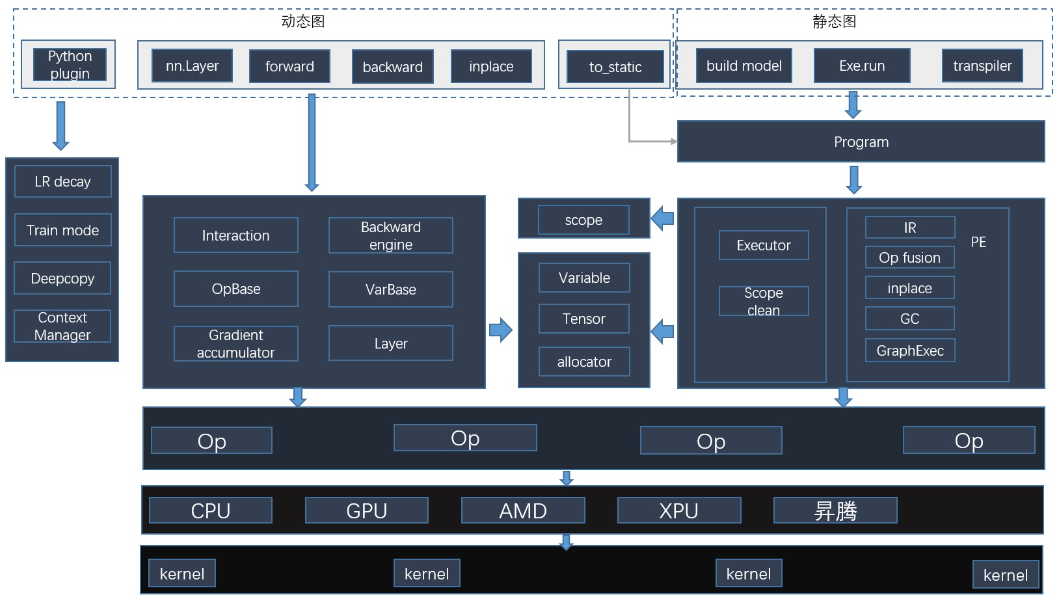 动态图
静态图
Python
plugin
nn.Layer
forward
backward
inplace
to_static
build model
Exe.run
transpiler
Program
LR decay
Train mode
Deepcopy
Context
Manager
Interaction
Backward
engine
OpBase
VarBase
Gradient
accumulator
Layer
scope
Variable
Tensor
allocator
Executor
Scope
clean
IR
PE
Op fusion
inplace
GC
GraphExec
Op
Op
Op
Op
CPU
GPU
AMD
XPU
昇腾
kernel
kernel
kernel
kernel